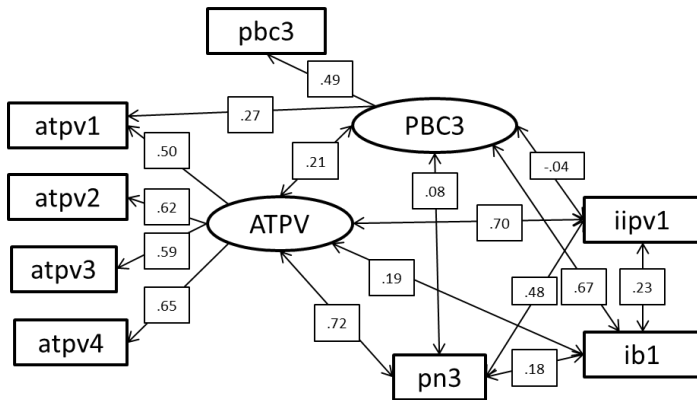 pbc3
.49
atpv1
.27
PBC3
.50
.21
-.04
atpv2
.62
.08
ATPV
.70
iipv1
atpv3
.59
.19
.48
.67
.23
.65
.72
atpv4
ib1
pn3
.18